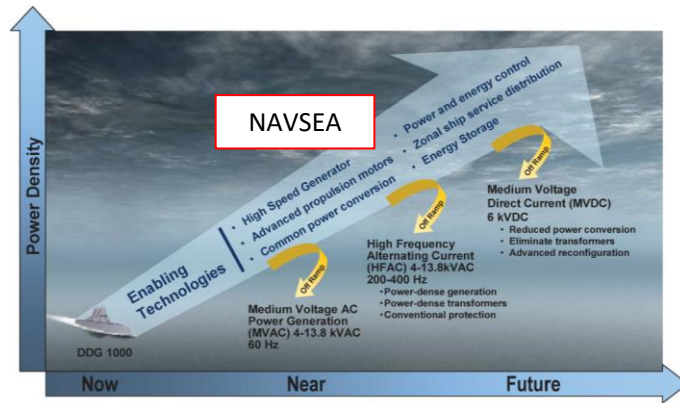 Power Density
NAVSEA
Enabling
Technologies
• High Speed Generator
• Advanced propulsion motors
• Common power conversion
• Power and energy control
• Zonal ship service distribution
• Energy Storage
Off Ramp
Medium Voltage AC
Power Generation
(MVAC) 4-13.8 kVAC
60 Hz
Off Ramp
High Frequency
Alternating Current
(HFAC) 4-13.8kVAC
200-400 Hz
•Power-dense generation
•Power-dense transformers
•Conventional protection
Off Ramp
Medium Voltage
Direct Current (MVDC)
6 kVDC
• Reduced power conversion
• Eliminate transformers
• Advanced reconfiguration
DDG 1000
Now
Near
Future